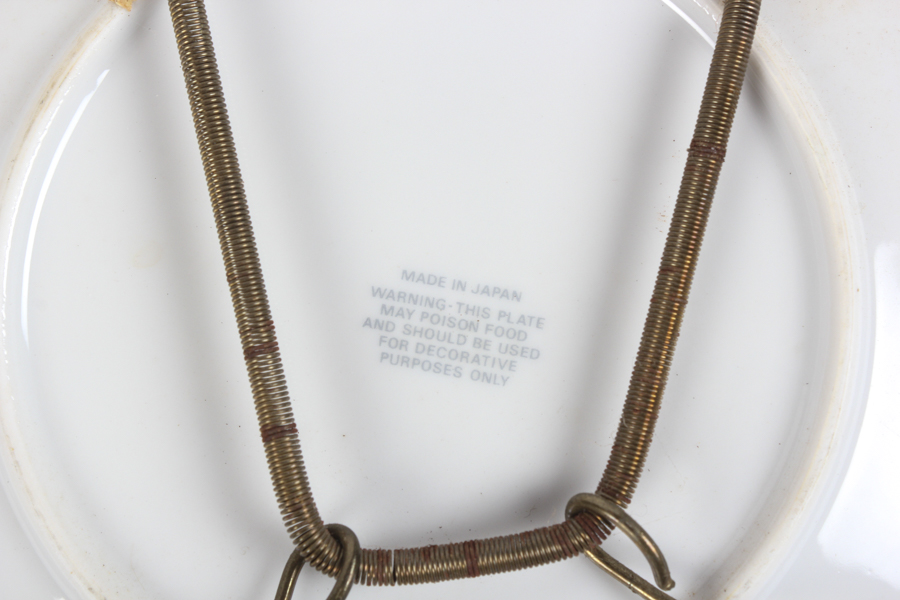 MADE IN JAPAN
WARNING-THIS PLATE
MAY POISON FOOD
AND SHOULD BE USED
FOR DECORATIVE
PURPOSES ONLY